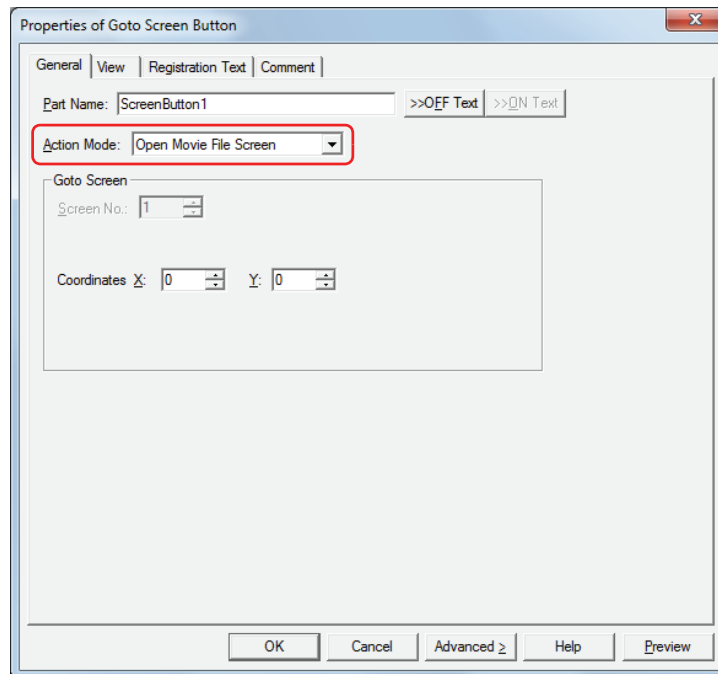 Properties of Goto Screen Button
General View Registration Text Comment
Part Name: ScreenButton1 >>OFF Text >>ON Text
Action Mode: Open Movie File Screen
Goto Screen
Screen No.: 1
Coordinates X: 0 Y: 0
OK Cancel Advanced > Help Preview